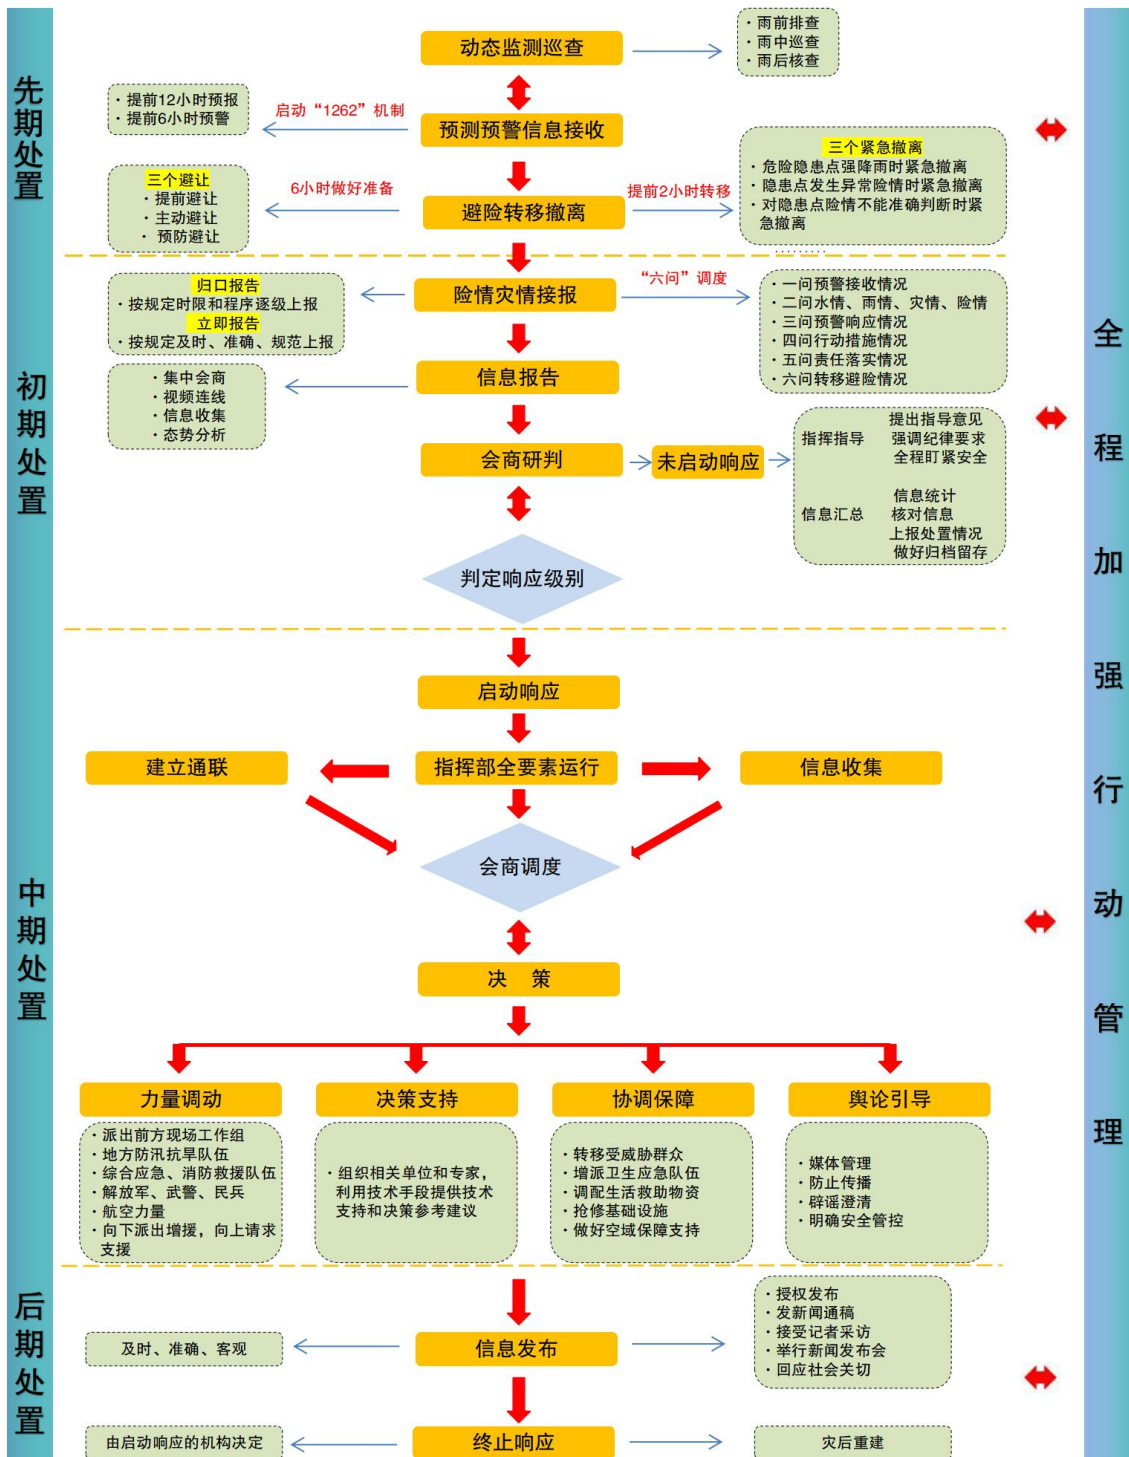 先期处置
动态监测巡查
·雨前排查
·雨中巡查
·雨后核查
·提前12小时预报
·提前6小时预警
启动“1262”机制
预测预警信息接收
三个避让
·提前避让
·主动避让
·预防避让
6小时做好准备
避险转移撤离
提前2小时转移
三个紧急撤离
·危险隐患点强降雨时紧急撤离
·隐患点发生异常险情时紧急撤离
·对隐患点险情不能准确判断时紧
急撤离
………
初期处置
归口报告
·按规定时限和程序逐级上报
立即报告
·按规定及时、准确、规范上报
险情灾情接报
“六问”调度
·一问预警接收情况
·二问水情、雨情、灾情、险情
·三问预警响应情况
·四问行动措施情况
·五问责任落实情况
·六问转移避险情况
·集中会商
·视频连线
·信息收集
·态势分析
信息报告
会商研判
未启动响应
指挥指导
提出指导意见
强调纪律要求
全程盯紧安全
信息汇总
信息统计
核对信息
上报处置情况
做好归档留存
判定响应级别
中期处置
启动响应
建立通联
指挥部全要素运行
信息收集
会商调度
决 策
力量调动
·派出前方现场工作组
·地方防汛抗旱队伍
·综合应急、消防救援队伍
·解放军、武警、民兵
·航空力量
·向下派出增援，向上请求
支援
决策支持
·组织相关单位和专家，
利用技术手段提供技术
支持和决策参考建议
协调保障
·转移受威胁群众
·增派卫生应急队伍
·调配生活救助物资
·抢修基础设施
·做好空域保障支持
舆论引导
·媒体管理
·防止传播
·辟谣澄清
·明确安全管控
后期处置
及时、准确、客观
信息发布
·授权发布
·发新闻通稿
·接受记者采访
·举行新闻发布会
·回应社会关切
由启动响应的机构决定
终止响应
灾后重建
全程加强行动管理